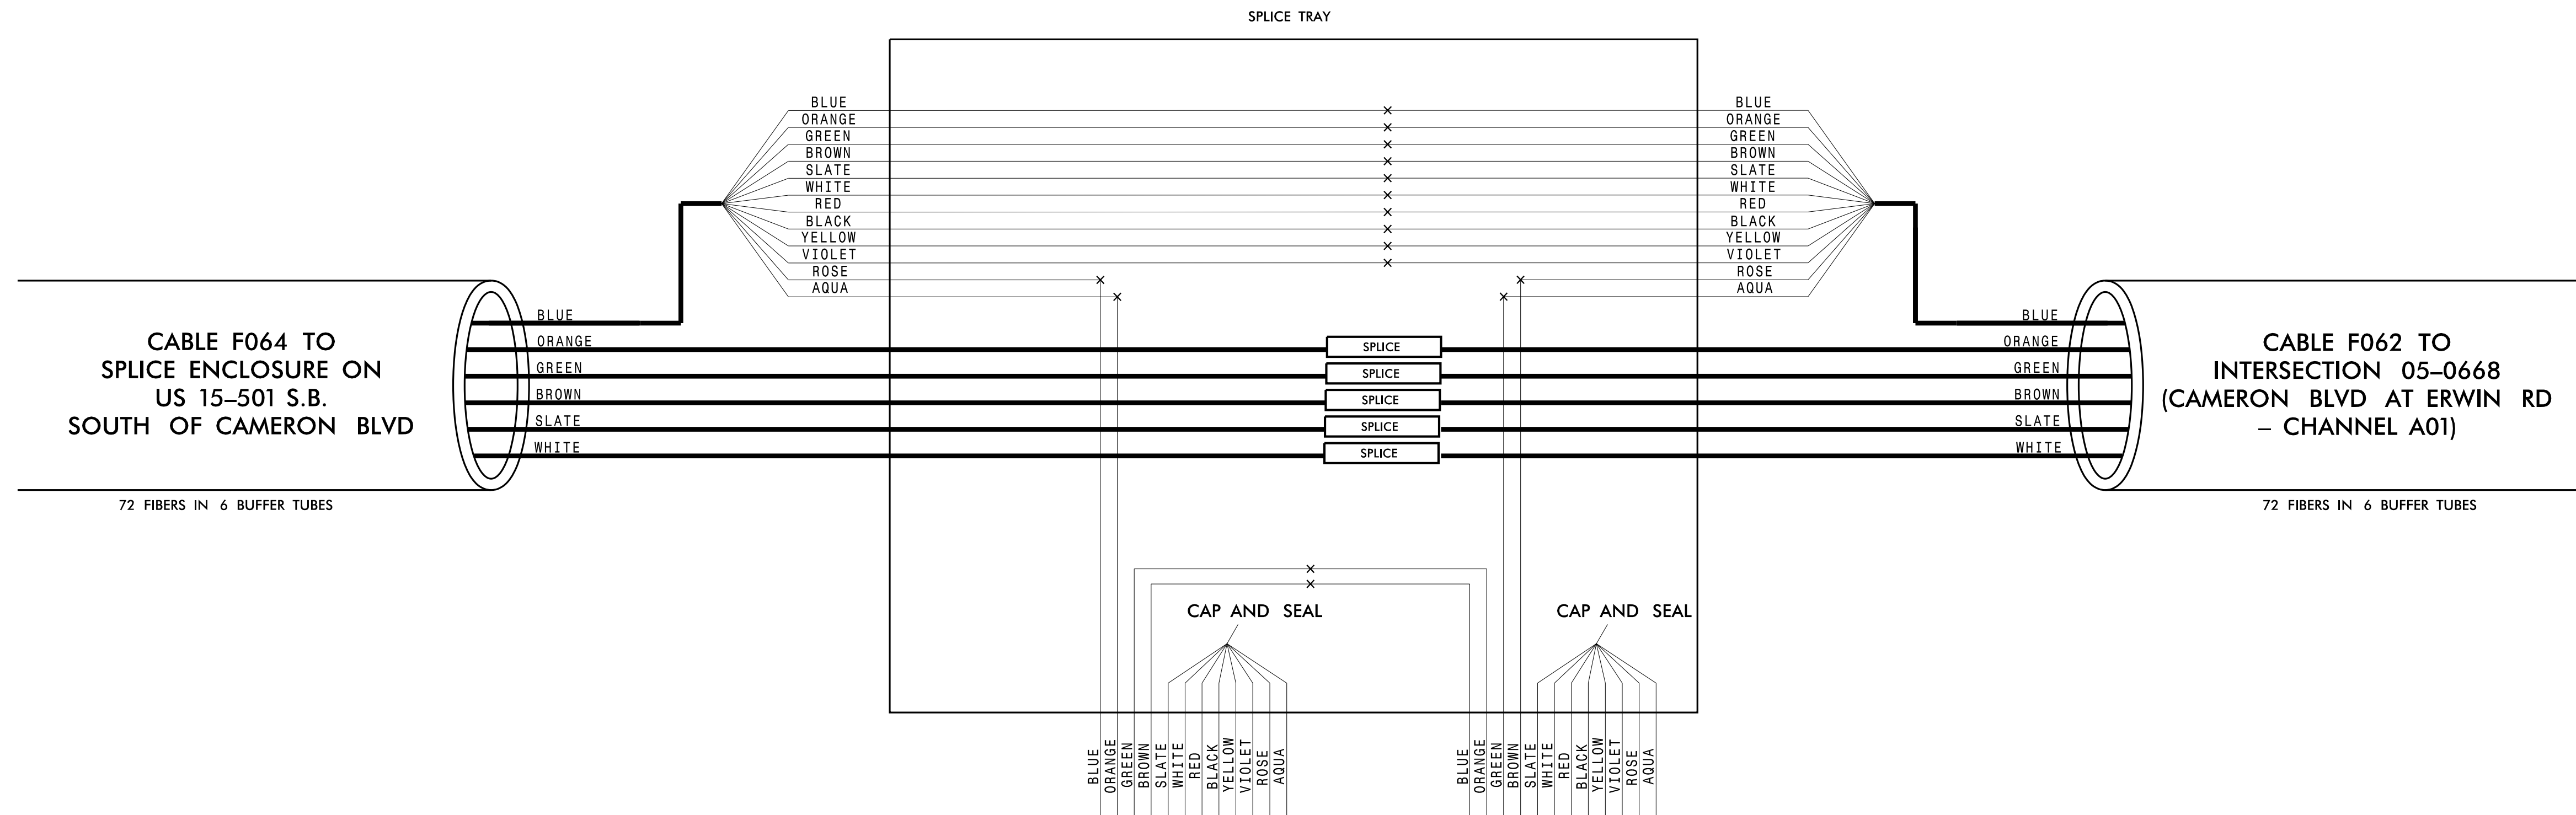 SPLICE TRAY
BLUE
ORANGE
GREEN
BROWN
SLATE
WHITE
RED
BLACK
YELLOW
VIOLET
ROSE
AQUA
BLUE
ORANGE
GREEN
BROWN
SLATE
WHITE
RED
BLACK
YELLOW
VIOLET
ROSE
AQUA
CABLE F064 TO
SPLICE ENCLOSURE ON
US 15–501 S.B.
SOUTH OF CAMERON BLVD
72 FIBERS IN 6 BUFFER TUBES
BLUE
ORANGE
GREEN
BROWN
SLATE
WHITE
SPLICE
SPLICE
SPLICE
SPLICE
SPLICE
BLUE
ORANGE
GREEN
BROWN
SLATE
WHITE
CABLE F062 TO
INTERSECTION 05–0668
(CAMERON BLVD AT ERWIN RD
– CHANNEL A01)
72 FIBERS IN 6 BUFFER TUBES
CAP AND SEAL
CAP AND SEAL
BLUE
ORANGE
GREEN
BROWN
SLATE
WHITE
RED
BLACK
YELLOW
VIOLET
ROSE
AQUA
BLUE
ORANGE
GREEN
BROWN
SLATE
WHITE
RED
BLACK
YELLOW
VIOLET
ROSE
AQUA